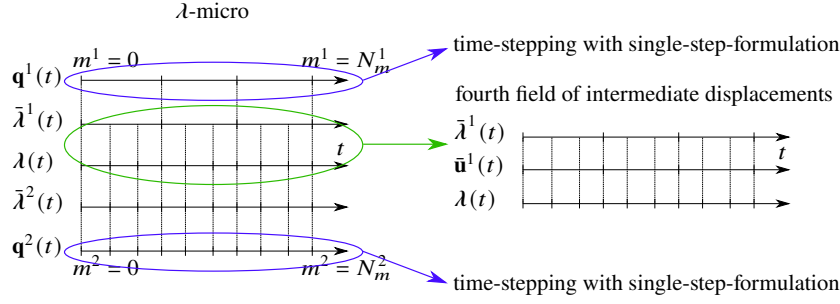 λ-micro
m¹ = 0
m¹ = N¹ₘ
time-stepping with single-step-formulation
q¹(t)
fourth field of intermediate displacements
λ̄¹(t)
λ̄¹(t)
t
t
ū¹(t)
λ(t)
λ̄²(t)
λ(t)
q²(t)
m² = 0
m² = N²ₘ
time-stepping with single-step-formulation